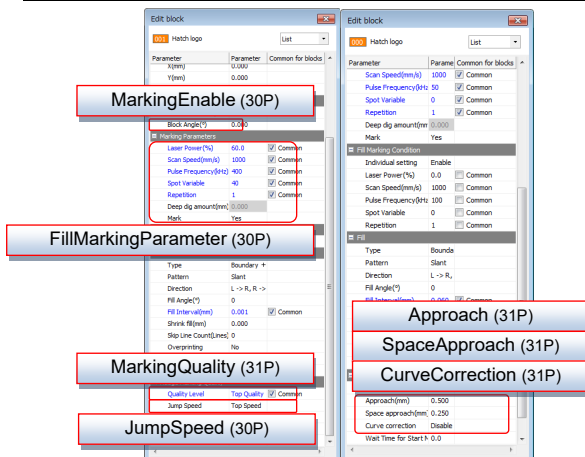 Edit block
001 Hatch logo List
Parameter Parameter Common for blocks
X(mm) 0.000
Y(mm) 0.000
MarkingEnable (30P)
Block Angle(º) 0.000
Marking Parameters
Laser Power(%) 60.0 Common
Scan Speed(mm/s) 1000 Common
Pulse Frequency(kHz) 400 Common
Spot Variable 40 Common
Repetition 1 Common
Deep dig amount(mm) 0.000
Mark Yes
FillMarkingParameter (30P)
Type Boundary +
Pattern Slant
Direction L -> R, R ->
Fill Angle(º) 0
Fill Interval(mm) 0.001 Common
Shrink fill(mm) 0.000
Skip Line Count(Lines) 0
Overprinting No
MarkingQuality (31P)
Quality Level Top Quality Common
Jump Speed Top Speed
JumpSpeed (30P)
Edit block
000 Hatch logo List
Parameter Parame Common for blocks
Scan Speed(mm/s) 1000 Common
Pulse Frequency(kHz 50 Common
Spot Variable 0 Common
Repetition 1 Common
Deep dig amount(mm 0.000
Mark Yes
Fill Marking Condition
Individual setting Enable
Laser Power(%) 0.0 Common
Scan Speed(mm/s) 1000 Common
Pulse Frequency(kHz 100 Common
Spot Variable 0 Common
Repetition 1 Common
Fill
Type Bounda
Pattern Slant
Direction L -> R,
Fill Angle(º) 0
Fill Interval(mm) 0.060 Common
Approach (31P)
SpaceApproach (31P)
CurveCorrection (31P)
Approach(mm) 0.500
Space approach(mm 0.250
Curve correction Disable
Wait Time for Start M 0.0